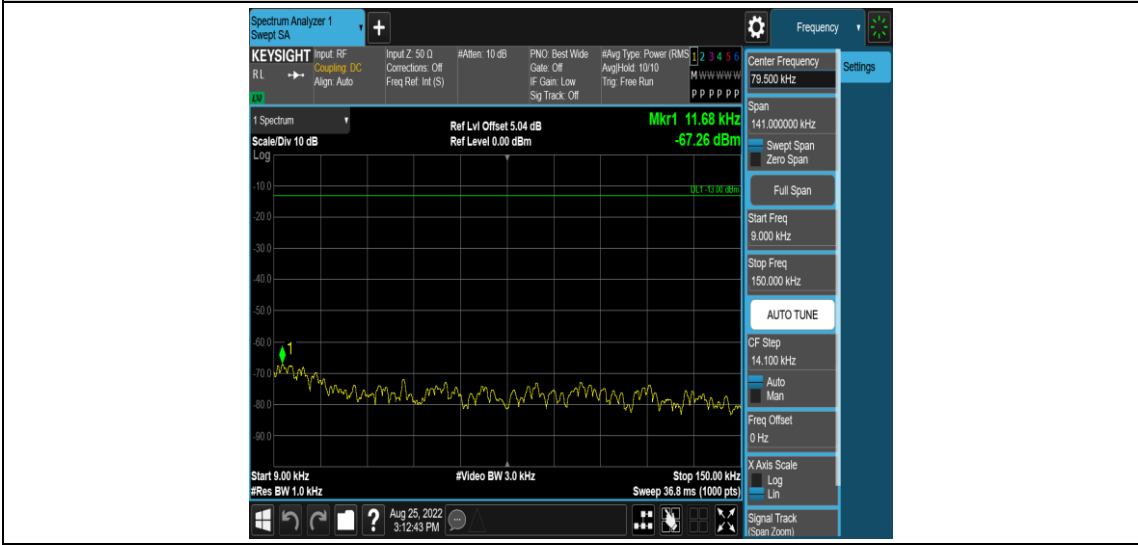 Spectrum Analyzer 1
Swept SA
+
Frequency
KEYSIGHT
RL
LXI
Input: RF
Coupling: DC
Align: Auto
Input Z: 50 Ω
Corrections: Off
Freq Ref: Int (S)
#Atten: 10 dB
PNO: Best Wide
Gate: Off
IF Gain: Low
Sig Track: Off
#Avg Type: Power (RMS
Avg|Hold: 10/10
Trig: Free Run
1 2 3 4 5 6
M W W W W W
P P P P P P
1 Spectrum
Scale/Div 10 dB
Log
Ref Lvl Offset 5.04 dB
Ref Level 0.00 dBm
Mkr1 11.68 kHz
-67.26 dBm
DL1 -13.00 dBm
-10.0
-20.0
-30.0
-40.0
-50.0
-60.0
1
-70.0
-80.0
-90.0
Start 9.00 kHz
#Res BW 1.0 kHz
#Video BW 3.0 kHz
Stop 150.00 kHz
Sweep 36.8 ms (1000 pts)
?
Aug 25, 2022
3:12:43 PM
Center Frequency
79.500 kHz
Settings
Span
141.000000 kHz
Swept Span
Zero Span
Full Span
Start Freq
9.000 kHz
Stop Freq
150.000 kHz
AUTO TUNE
CF Step
14.100 kHz
Auto
Man
Freq Offset
0 Hz
X Axis Scale
Log
Lin
Signal Track
(Span Zoom)